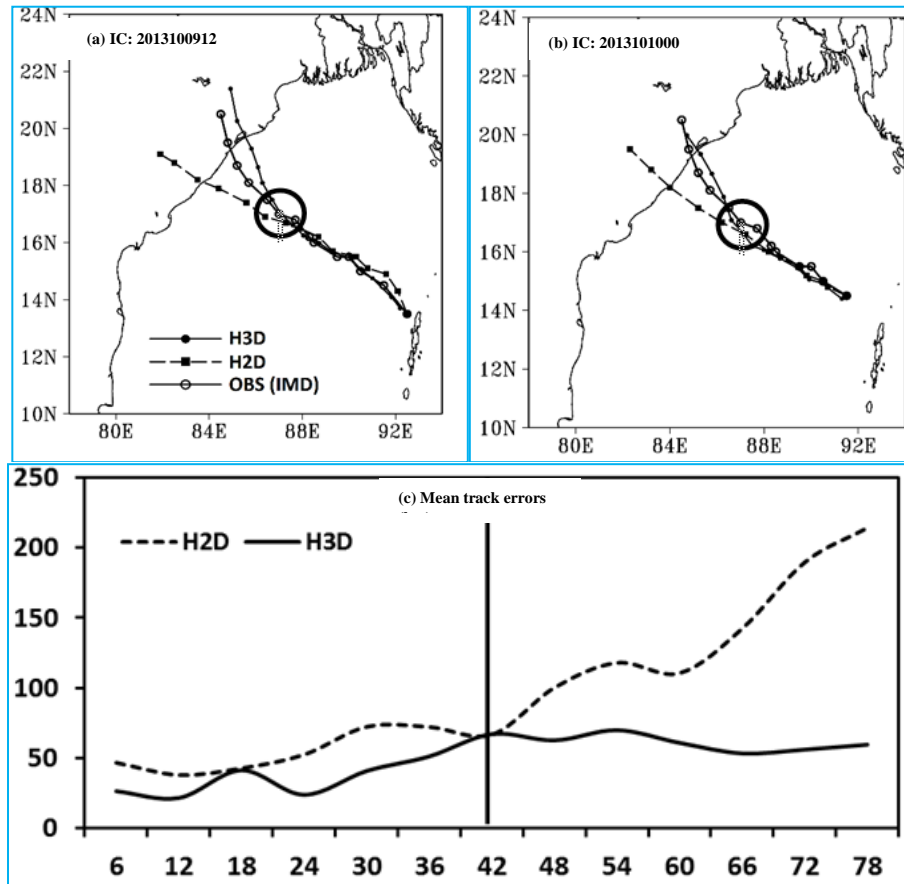 24N
(a) IC: 2013100912
22N
20N
18N
16N
14N
12N
10N
80E 84E 88E 92E
H3D
H2D
OBS (IMD)
24N
(b) IC: 2013101000
22N
20N
18N
16N
14N
12N
10N
80E 84E 88E 92E
(c) Mean track errors
250
200
150
100
50
0
H2D H3D
6 12 18 24 30 36 42 48 54 60 66 72 78